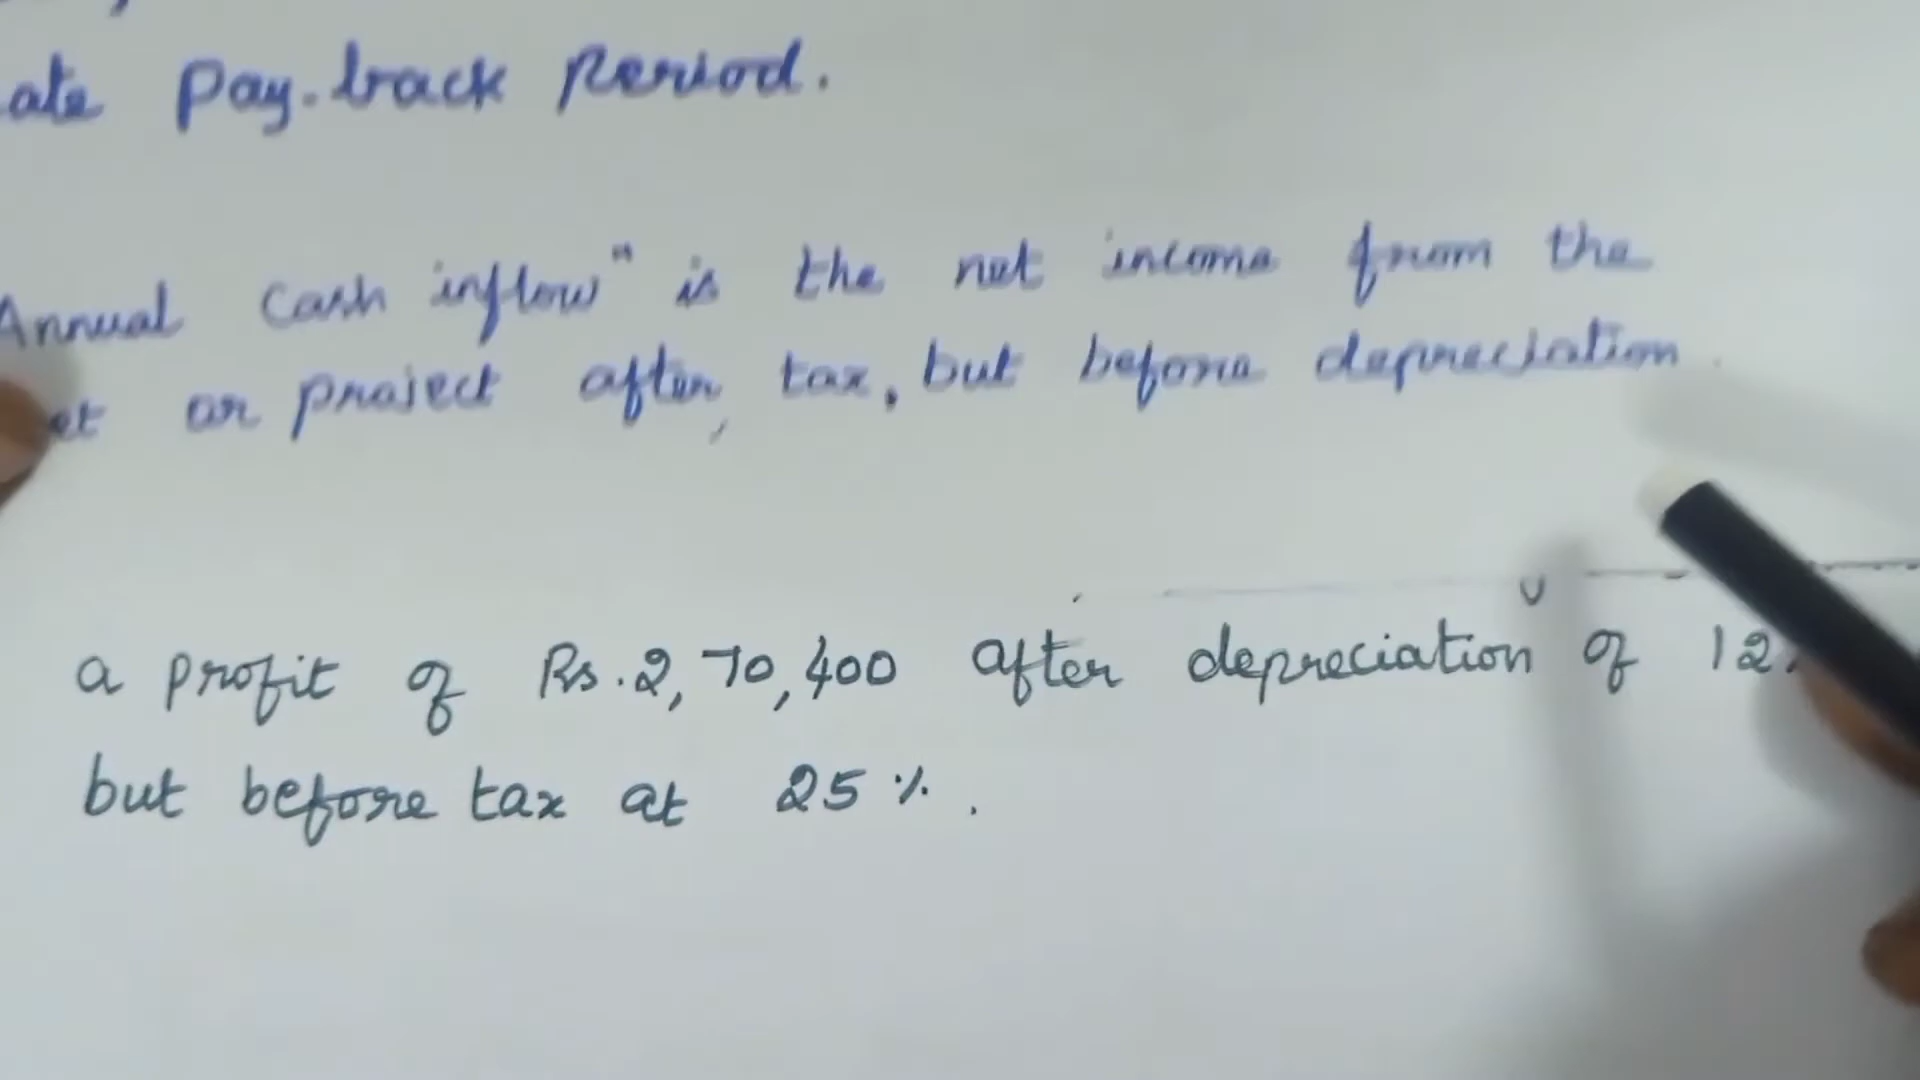 ate Pay-back Period.
Annual Cash inflow" is the net income from the
et or project after tax, but before depreciation
a profit of Rs.2,70,400 after depreciation of 12
but before tax at 25%.